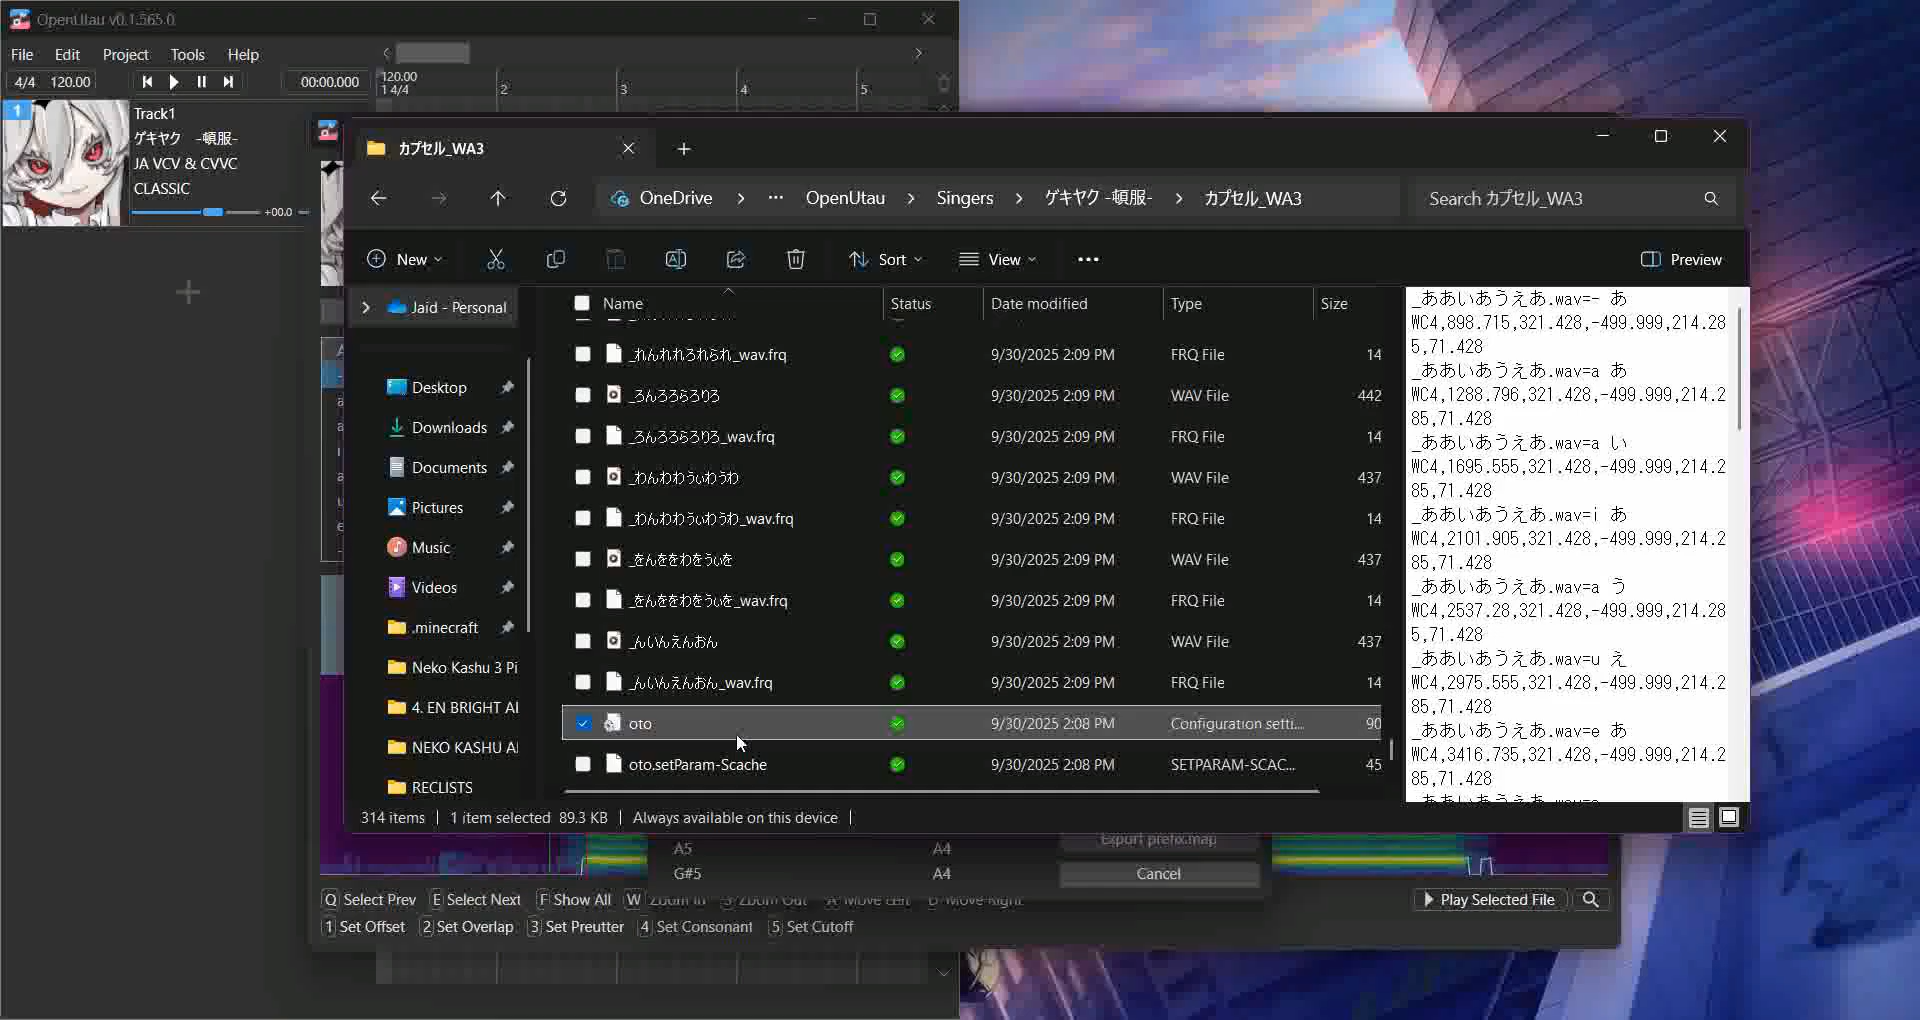 OpenUtau v0.1.565.0
File Edit Project Tools Help
4/4 120.00 00:00.000
120.00
1 4/4 2 3 4 5
1
Track1
ゲキヤク -頓服-
JA VCV & CVVC
CLASSIC
+00.0
カプセル_WA3
OneDrive > ... OpenUtau > Singers > ゲキヤク -頓服- > カプセル_WA3
Search カプセル_WA3
New Sort View ... Preview
Jaid - Personal
Desktop
Downloads
Documents
Pictures
Music
Videos
.minecraft
Neko Kashu 3 Pi
4. EN BRIGHT AI
NEKO KASHU AI
RECLISTS
Name Status Date modified Type Size
_れんれれろれられ_wav.frq 9/30/2025 2:09 PM FRQ File 14
_ろんろろらろりろ 9/30/2025 2:09 PM WAV File 442
_ろんろろらろりろ_wav.frq 9/30/2025 2:09 PM FRQ File 14
_わんわわうぃわうわ 9/30/2025 2:09 PM WAV File 437
_わんわわうぃわうわ_wav.frq 9/30/2025 2:09 PM FRQ File 14
_をんををわをうぃを 9/30/2025 2:09 PM WAV File 437
_をんををわをうぃを_wav.frq 9/30/2025 2:09 PM FRQ File 14
_んいんえんおん 9/30/2025 2:09 PM WAV File 437
_んいんえんおん_wav.frq 9/30/2025 2:09 PM FRQ File 14
oto 9/30/2025 2:08 PM Configuration setti... 90
oto.setParam-Scache 9/30/2025 2:08 PM SETPARAM-SCAC... 45
_ああいあうえあ.wav=- あ
WC4,898.715,321.428,-499.999,214.28
5,71.428
_ああいあうえあ.wav=a あ
WC4,1288.796,321.428,-499.999,214.2
85,71.428
_ああいあうえあ.wav=a い
WC4,1695.555,321.428,-499.999,214.2
85,71.428
_ああいあうえあ.wav=i あ
WC4,2101.905,321.428,-499.999,214.2
85,71.428
_ああいあうえあ.wav=a う
WC4,2537.28,321.428,-499.999,214.28
5,71.428
_ああいあうえあ.wav=u え
WC4,2975.555,321.428,-499.999,214.2
85,71.428
_ああいあうえあ.wav=e あ
WC4,3416.735,321.428,-499.999,214.2
85,71.428
314 items 1 item selected 89.3 KB Always available on this device
Export prefix.map
A5 A4
G#5 A4
Cancel
Q Select Prev E Select Next F Show All W Zoom In S Zoom Out A Move Left D Move Right
Play Selected File
1 Set Offset 2 Set Overlap 3 Set Preutter 4 Set Consonant 5 Set Cutoff